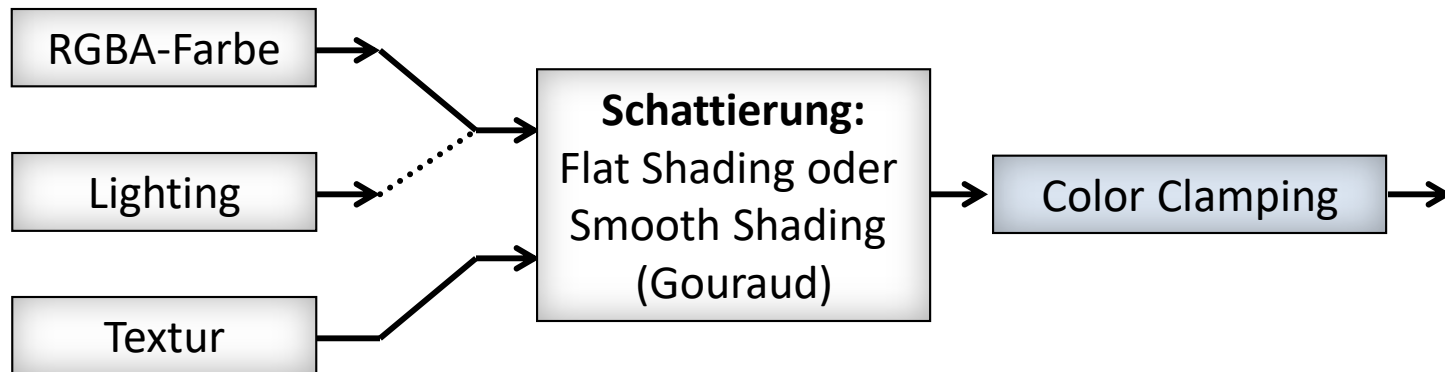 RGBA-Farbe
Lighting
Textur
Schattierung:
Flat Shading oder
Smooth Shading
(Gouraud)
Color Clamping